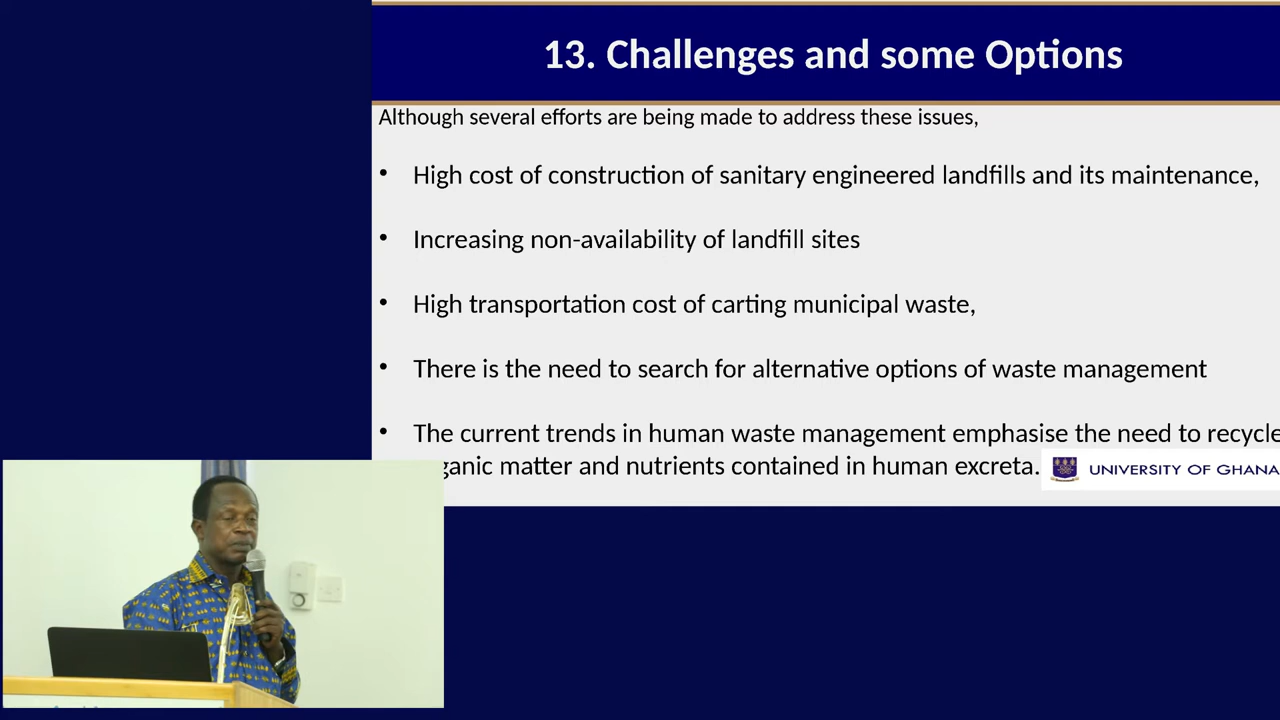 13. Challenges and some Options
Although several efforts are being made to address these issues,
• High cost of construction of sanitary engineered landfills and its maintenance,
• Increasing non-availability of landfill sites
• High transportation cost of carting municipal waste,
• There is the need to search for alternative options of waste management
• The current trends in human waste management emphasise the need to recycle
ganic matter and nutrients contained in human excreta.
UNIVERSITY OF GHANA